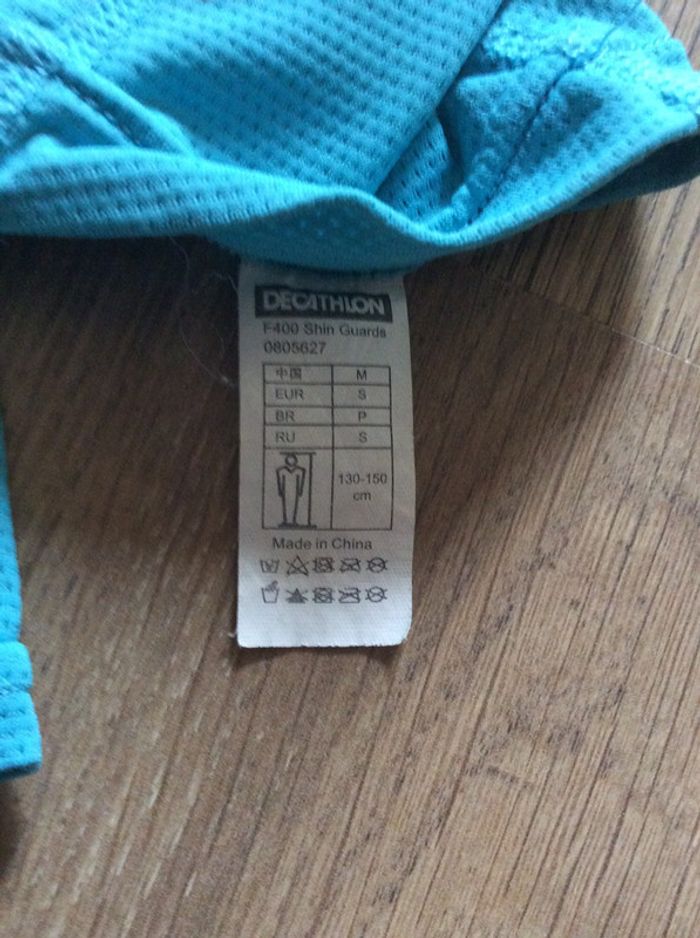 DECATHLON
F400 Shin Guards
0805627
中国 M
EUR S
BR P
RU S
130-150
cm
Made in China